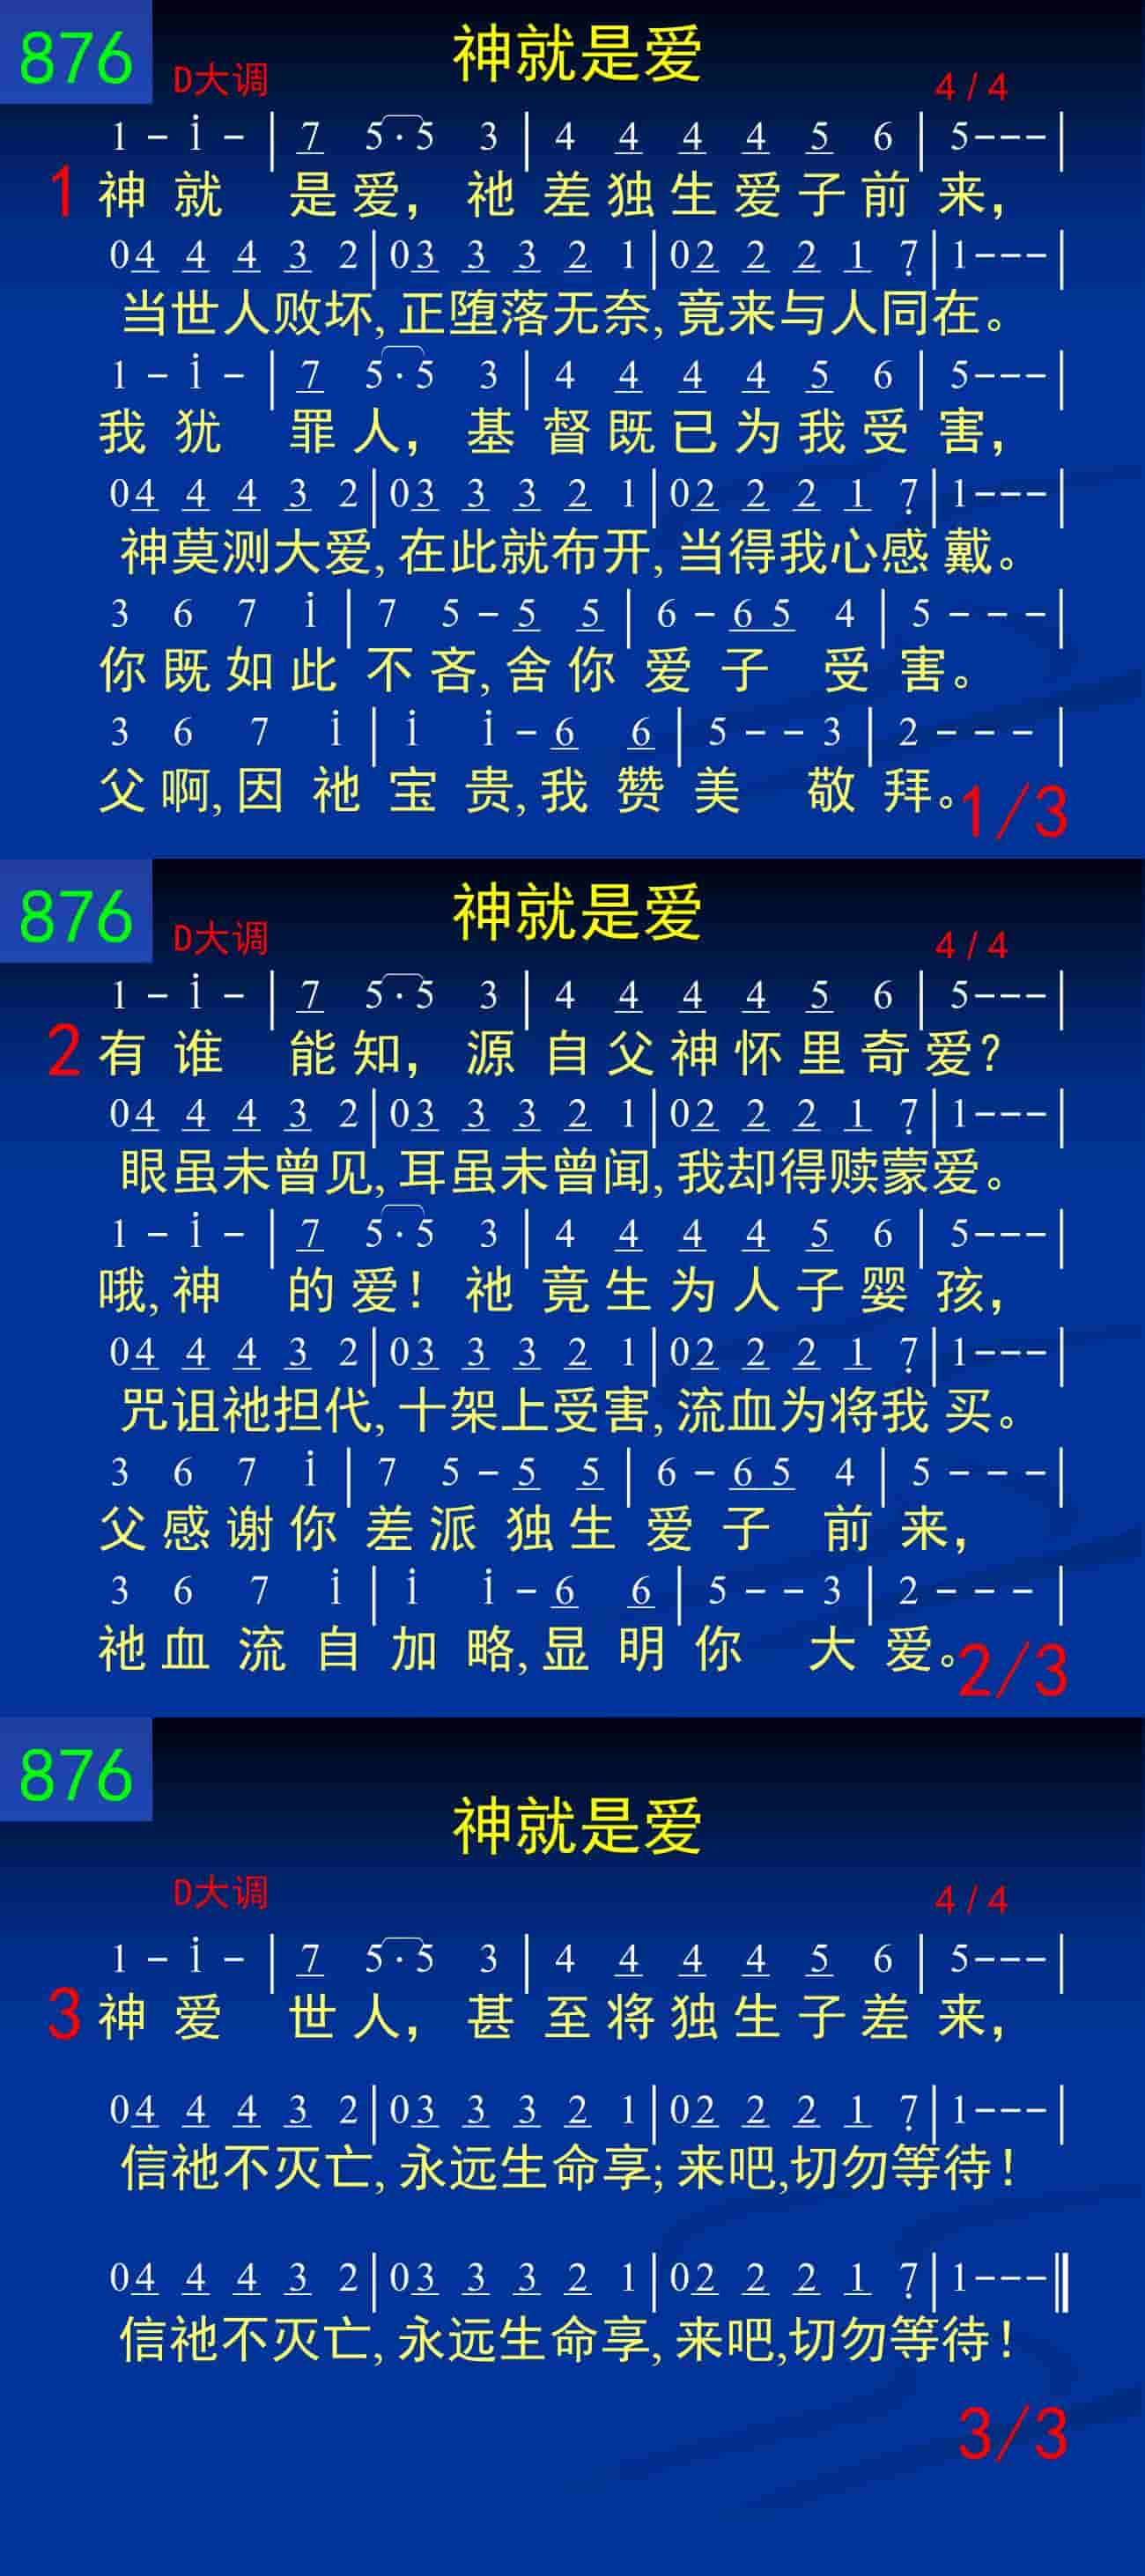 876
神就是爱
D大调
4/4
1 - i - | 7 5·5 3 | 4 4 4 4 5 6 | 5--- |
1 神 就 是 爱， 祂 差 独 生 爱 子 前 来，
04 4 4 3 2 | 03 3 3 2 1 | 02 2 2 1 7 | 1--- |
当世人败坏, 正堕落无奈, 竟来与人同在。
1 - i - | 7 5·5 3 | 4 4 4 4 5 6 | 5--- |
我 犹 罪 人， 基 督 既 已 为 我 受 害，
04 4 4 3 2 | 03 3 3 2 1 | 02 2 2 1 7 | 1--- |
神莫测大爱, 在此就布开, 当得我心感 戴。
3 6 7 i | 7 5 - 5 5 | 6 - 6 5 4 | 5 - - - |
你 既 如 此 不 吝, 舍 你 爱 子 受 害。
3 6 7 i | i i - 6 6 | 5 - - 3 | 2 - - - |
父 啊, 因 祂 宝 贵, 我 赞 美 敬 拜。
1/3
876
神就是爱
D大调
4/4
1 - i - | 7 5·5 3 | 4 4 4 4 5 6 | 5--- |
2 有 谁 能 知， 源 自 父 神 怀 里 奇 爱？
04 4 4 3 2 | 03 3 3 2 1 | 02 2 2 1 7 | 1--- |
眼虽未曾见, 耳虽未曾闻, 我却得赎蒙爱。
1 - i - | 7 5·5 3 | 4 4 4 4 5 6 | 5--- |
哦, 神 的 爱！ 祂 竟 生 为 人 子 婴 孩，
04 4 4 3 2 | 03 3 3 2 1 | 02 2 2 1 7 | 1--- |
咒诅祂担代, 十架上受害, 流血为将我 买。
3 6 7 i | 7 5 - 5 5 | 6 - 6 5 4 | 5 - - - |
父 感 谢 你 差 派 独 生 爱 子 前 来，
3 6 7 i | i i - 6 6 | 5 - - 3 | 2 - - - |
祂 血 流 自 加 略, 显 明 你 大 爱。
2/3
876
神就是爱
D大调
4/4
1 - i - | 7 5·5 3 | 4 4 4 4 5 6 | 5--- |
3 神 爱 世 人， 甚 至 将 独 生 子 差 来，
04 4 4 3 2 | 03 3 3 2 1 | 02 2 2 1 7 | 1--- |
信祂不灭亡, 永远生命享; 来吧,切勿等待！
04 4 4 3 2 | 03 3 3 2 1 | 02 2 2 1 7 | 1--- ‖
信祂不灭亡, 永远生命享, 来吧,切勿等待！
3/3